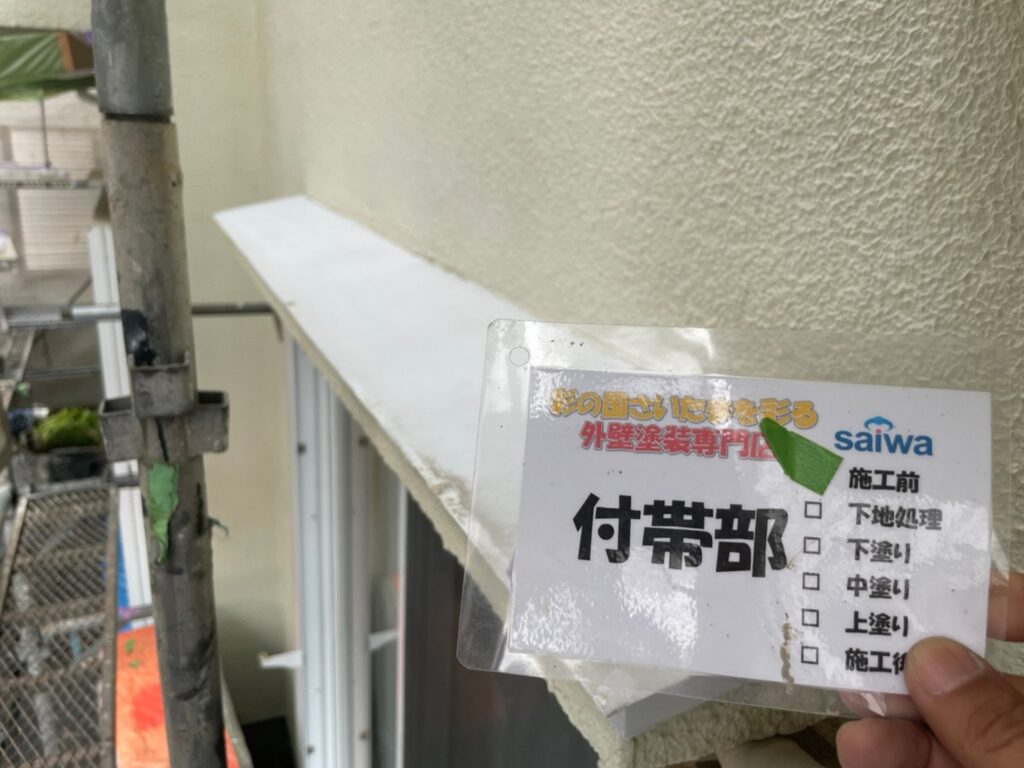 彩の国さいたまを彩る
外壁塗装専門店
saiwa
付帯部
施工前
下地処理
下塗り
中塗り
上塗り
施工後